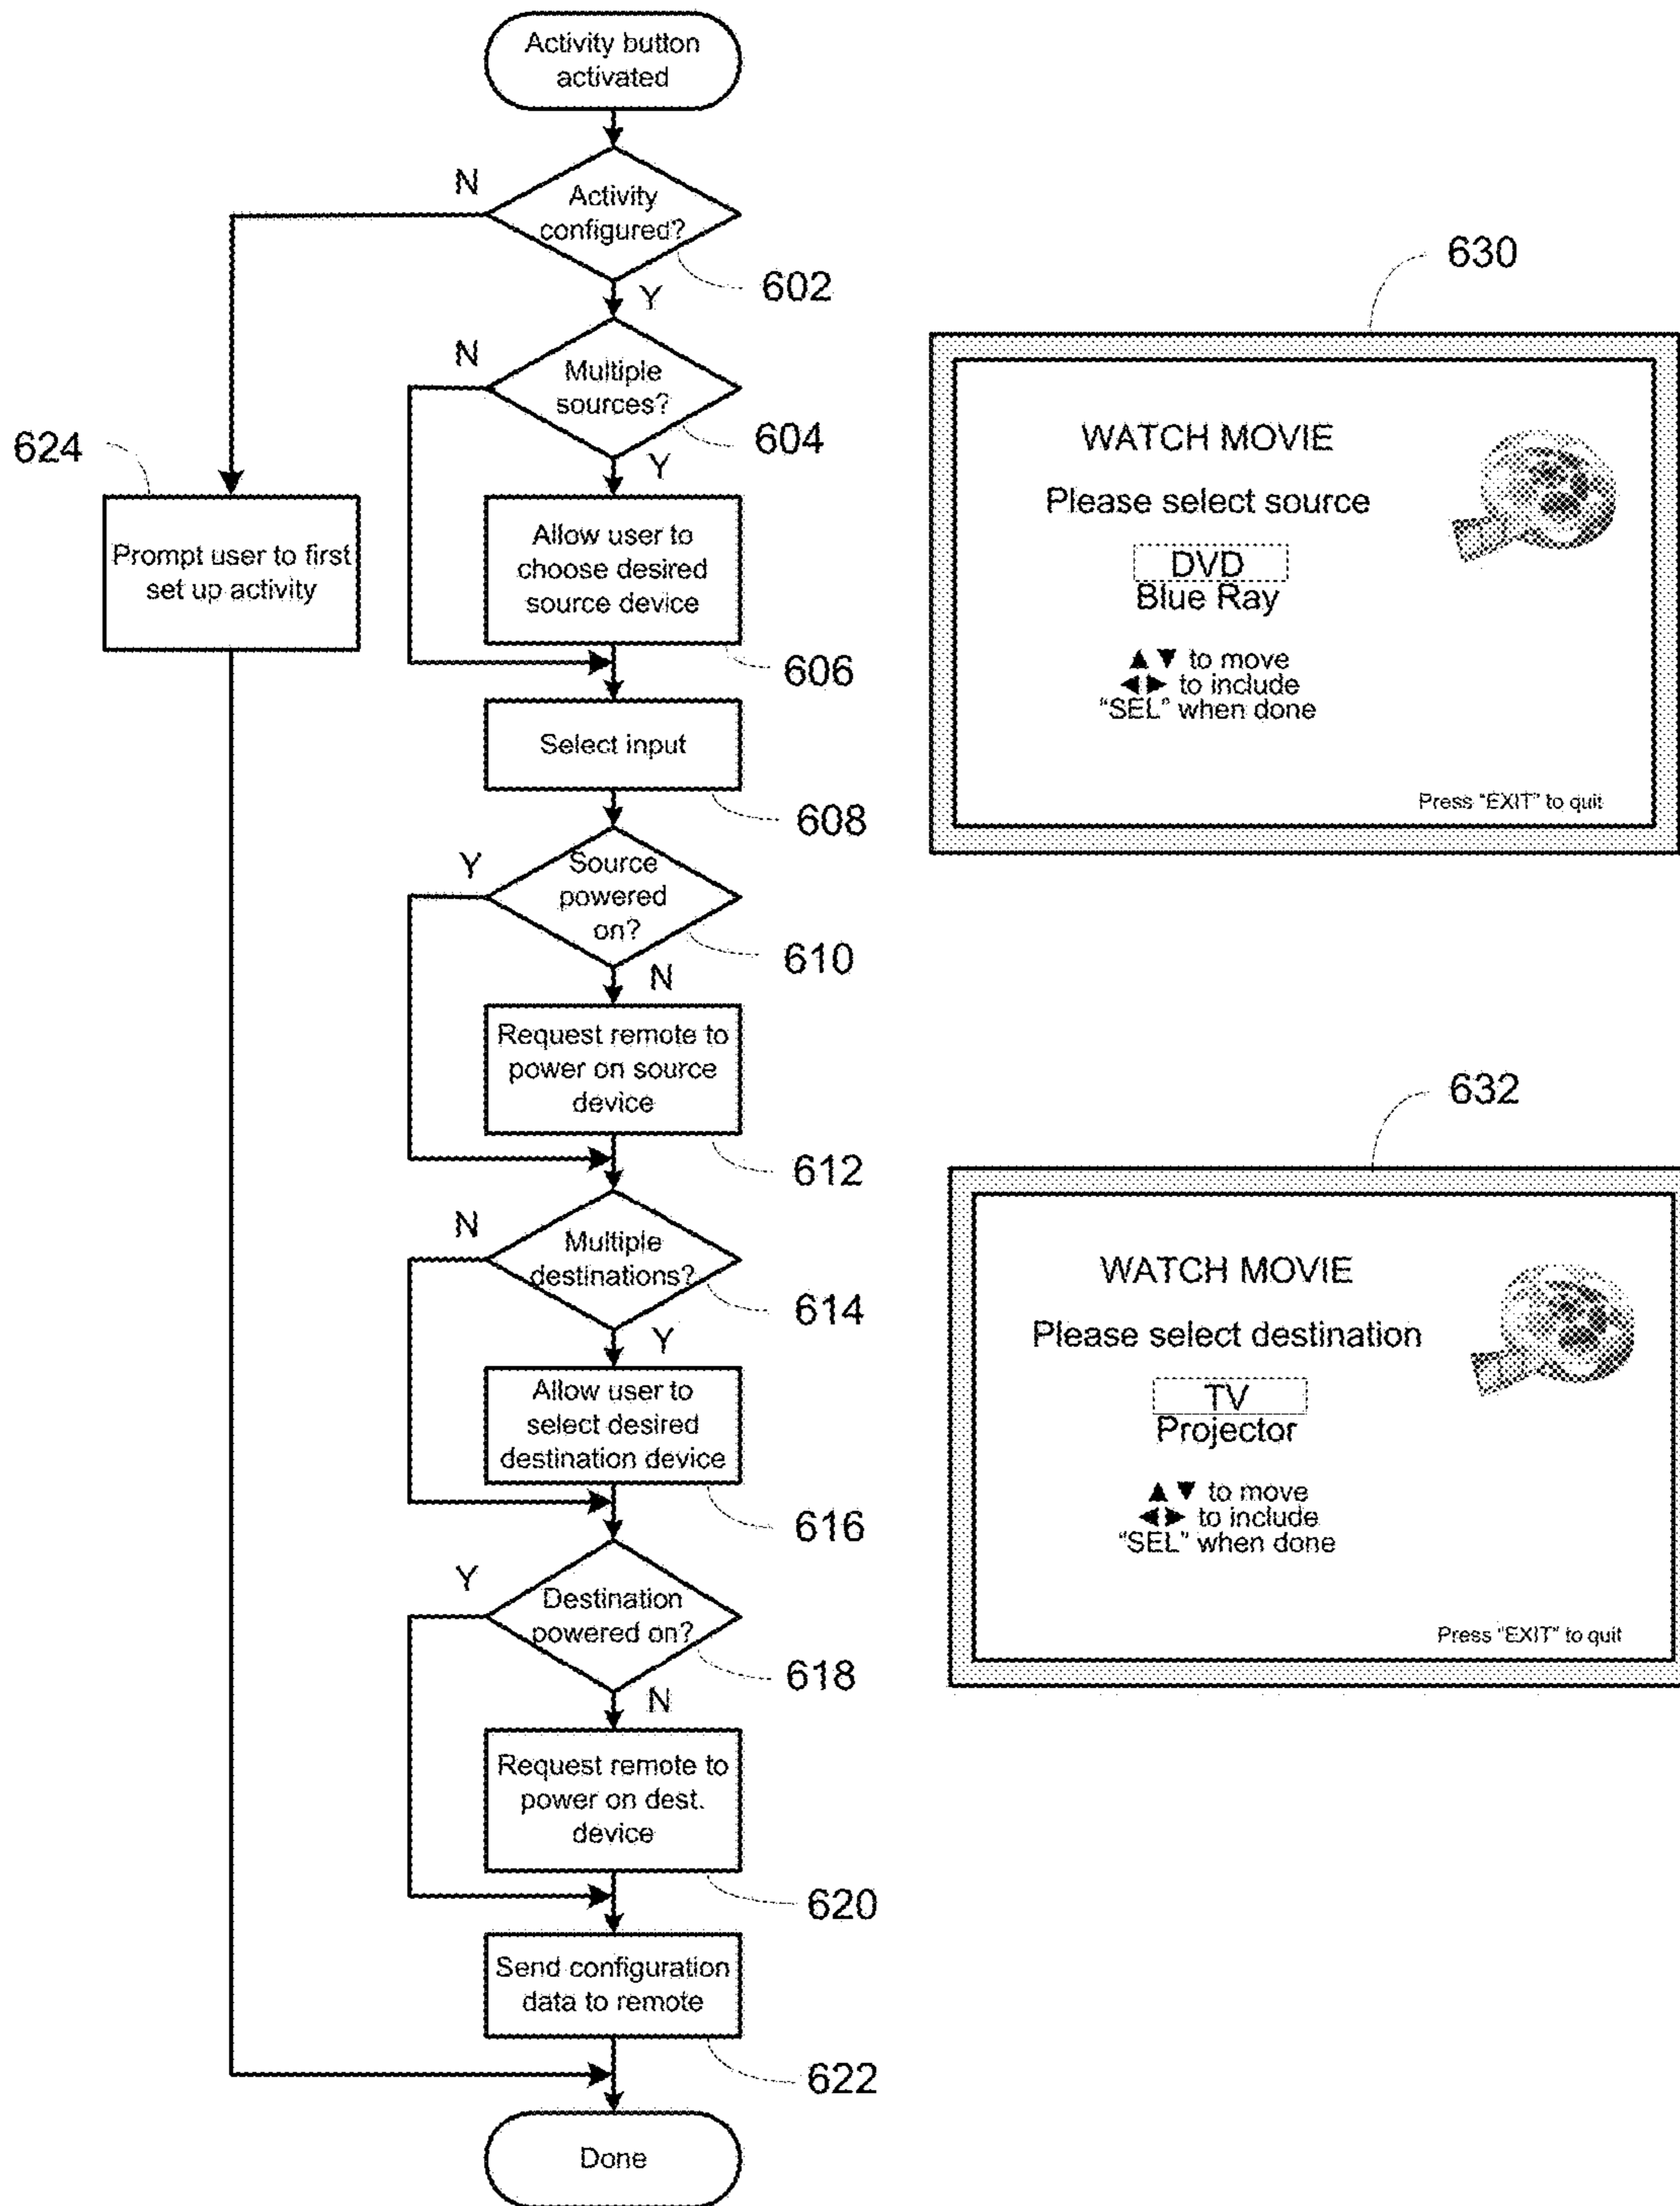 Activity button
activated
N
Activity
configured?
602
Y
N
Multiple
sources?
604
Y
624
Prompt user to first
set up activity
Allow user to
choose desired
source device
606
Select input
608
Y
Source
powered
on?
610
N
Request remote to
power on source
device
612
N
Multiple
destinations?
614
Y
Allow user to
select desired
destination device
616
Y
Destination
powered on?
618
N
Request remote to
power on dest.
device
620
Send configuration
data to remote
622
Done
630
WATCH MOVIE
Please select source
DVD
Blue Ray
▲ ▼ to move
◀▶ to include
"SEL" when done
Press "EXIT" to quit
632
WATCH MOVIE
Please select destination
TV
Projector
▲ ▼ to move
◀▶ to include
"SEL" when done
Press "EXIT" to quit